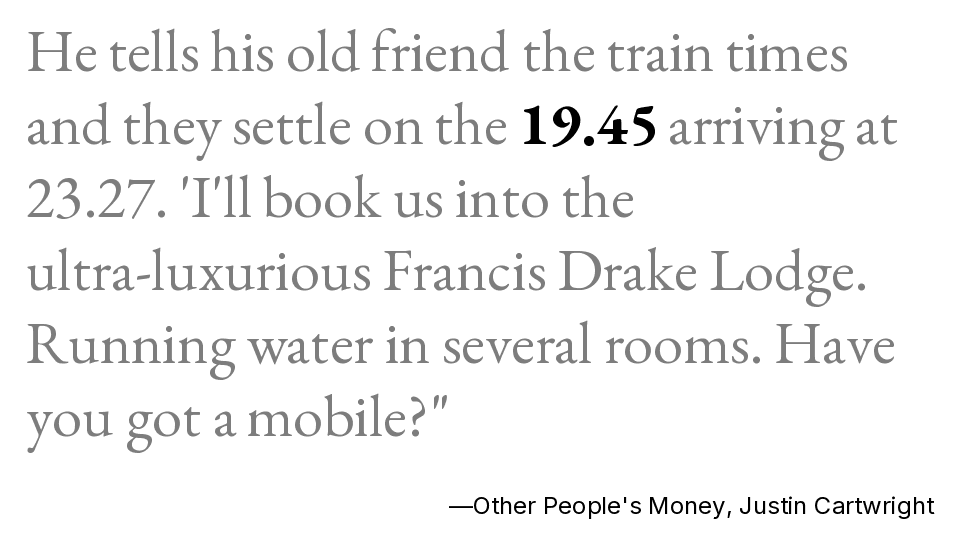 He tells his old friend the train times
and they settle on the 19.45 arriving at
23.27. 'I'll book us into the
ultra-luxurious Francis Drake Lodge.
Running water in several rooms. Have
you got a mobile?"
—Other People's Money, Justin Cartwright